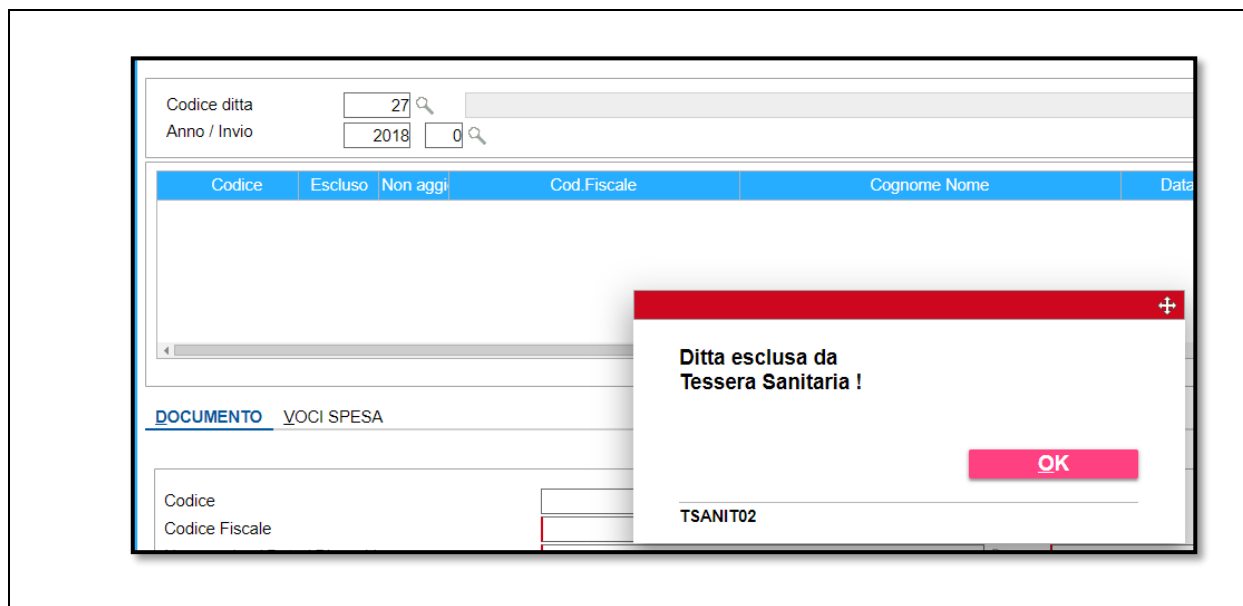 Codice ditta 27
Anno / Invio 2018 0
Codice Escluso Non aggi Cod.Fiscale Cognome Nome Data
Ditta esclusa da
Tessera Sanitaria !
OK
TSANIT02
DOCUMENTO VOCI SPESA
Codice
Codice Fiscale